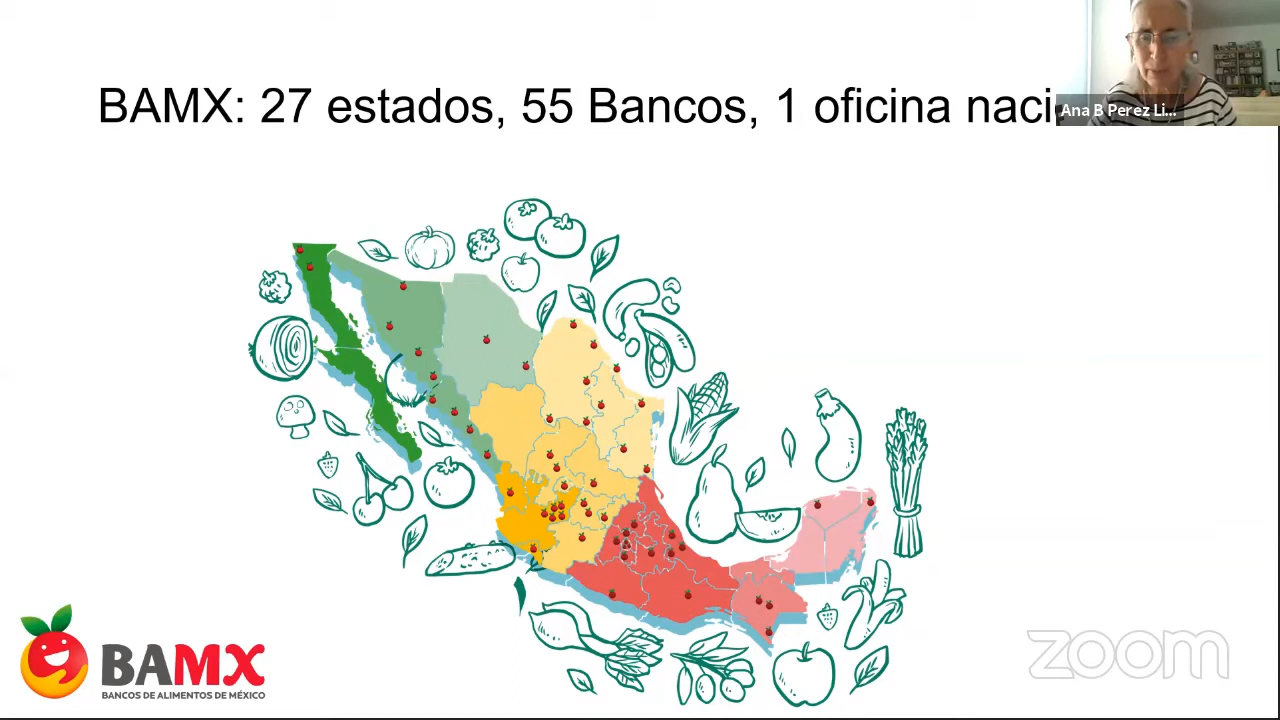 BAMX: 27 estados, 55 Bancos, 1 oficina naci
Ana B Perez Li...
BAMX
BANCOS DE ALIMENTOS DE MÉXICO
zoom